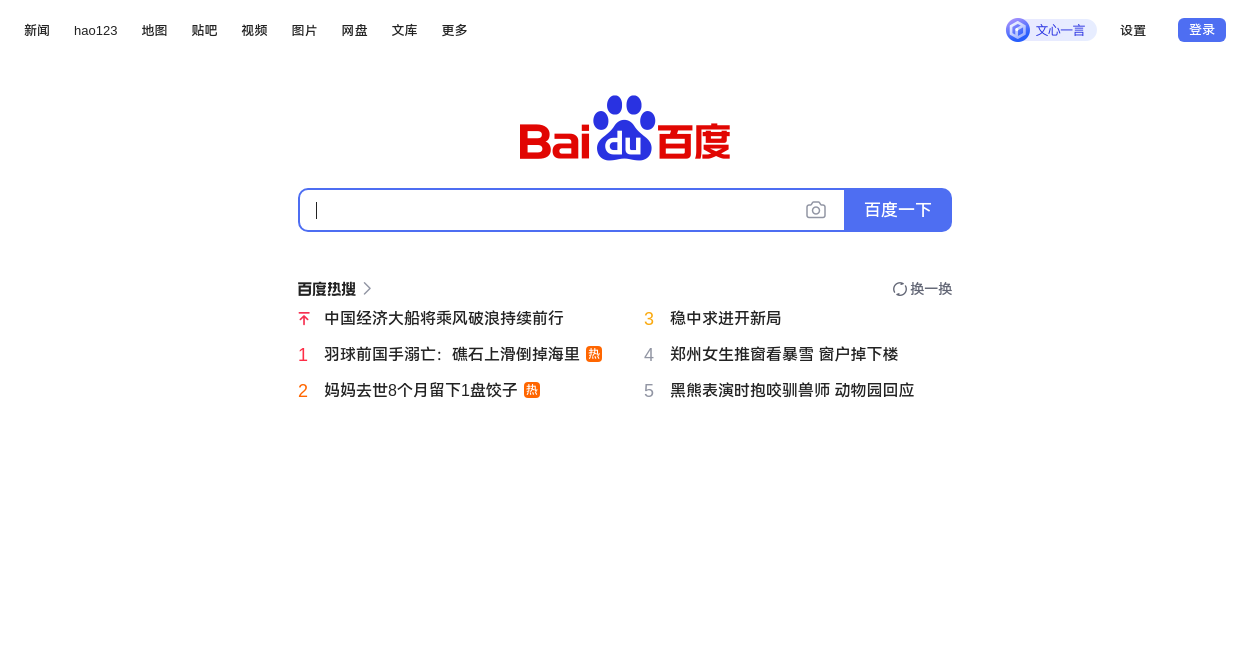 新闻 hao123 地图 贴吧 视频 图片 网盘 文库 更多 文心一言 设置 登录
Bai du 百度
百度一下
百度热搜 换一换
中国经济大船将乘风破浪持续前行
1 羽球前国手溺亡：礁石上滑倒掉海里 热
2 妈妈去世8个月留下1盘饺子 热
3 稳中求进开新局
4 郑州女生推窗看暴雪 窗户掉下楼
5 黑熊表演时抱咬驯兽师 动物园回应